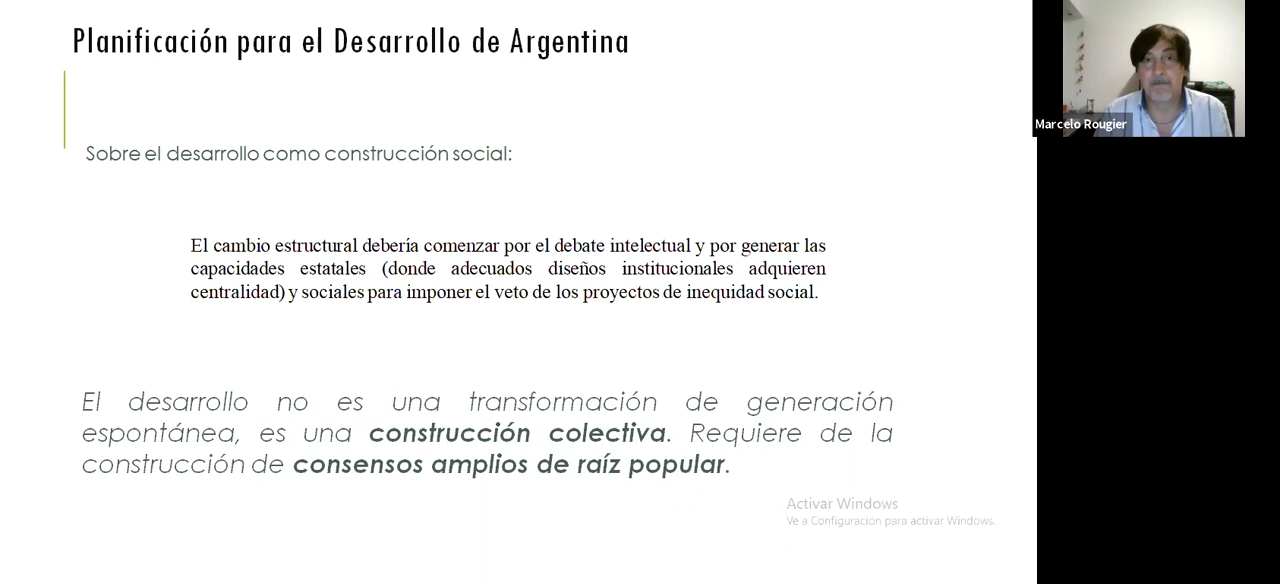 Planificación para el Desarrollo de Argentina
Marcelo Rougier
Sobre el desarrollo como construcción social:
El cambio estructural debería comenzar por el debate intelectual y por generar las
capacidades estatales (donde adecuados diseños institucionales adquieren
centralidad) y sociales para imponer el veto de los proyectos de inequidad social.
El desarrollo no es una transformación de generación
espontánea, es una construcción colectiva. Requiere de la
construcción de consensos amplios de raíz popular.
Activar Windows
Ve a Configuración para activar Windows.